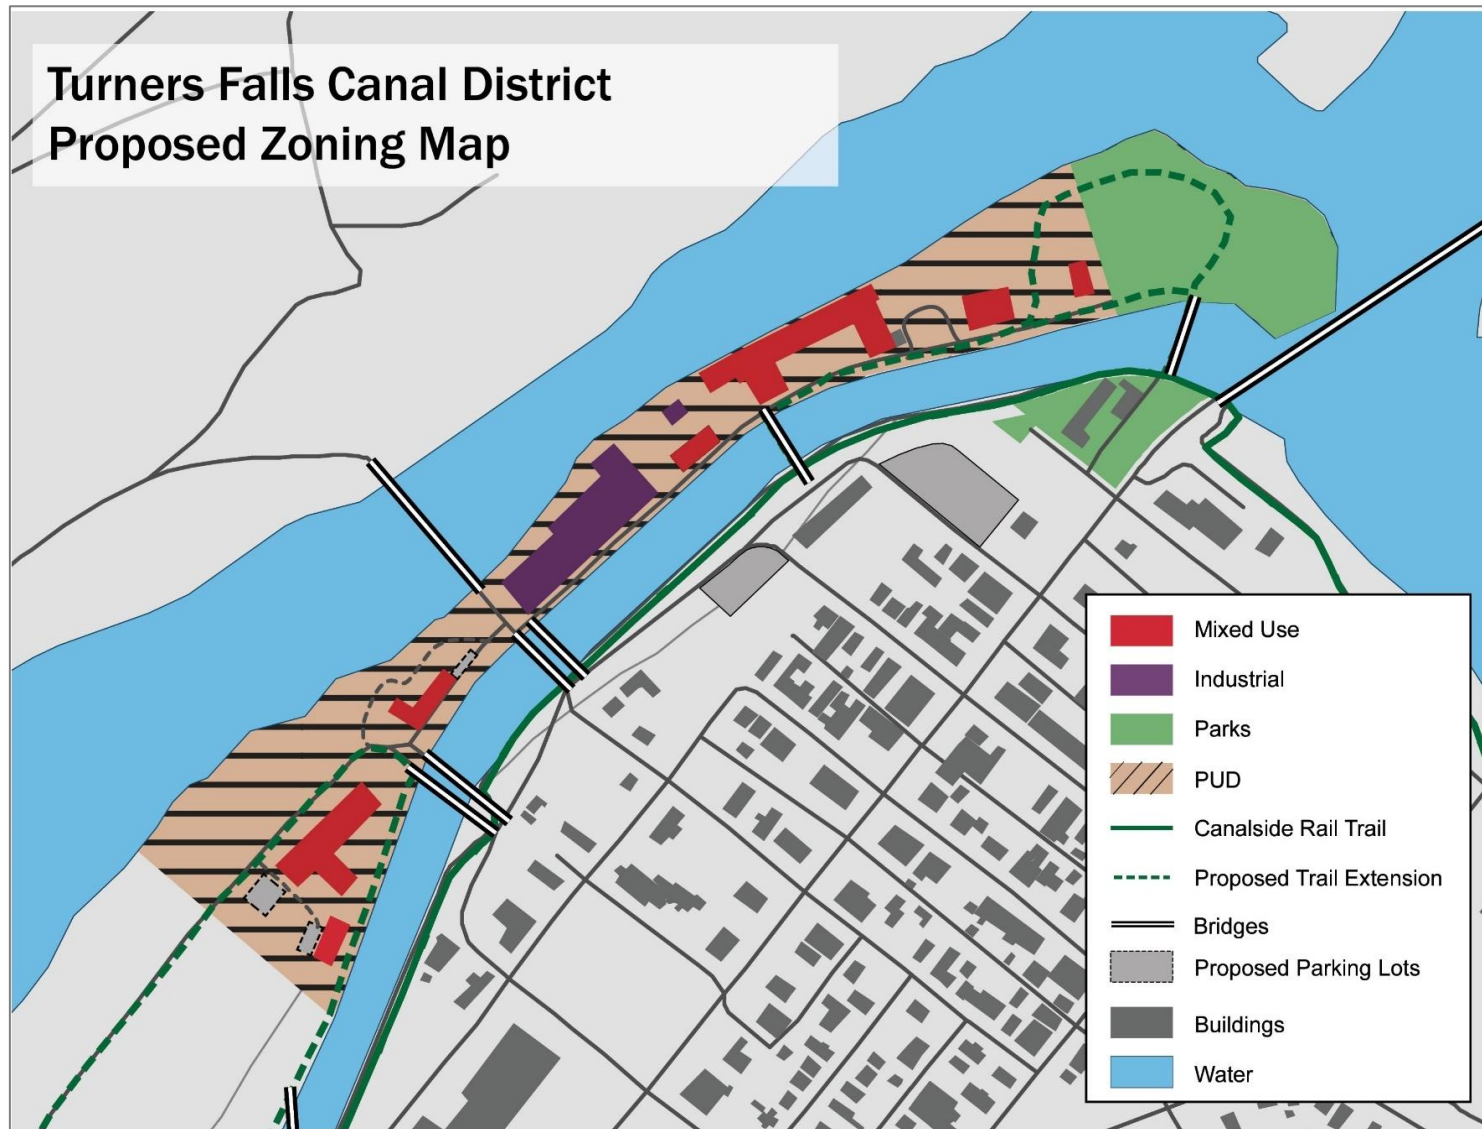 Turners Falls Canal District
Proposed Zoning Map
Mixed Use
Industrial
Parks
PUD
Canalside Rail Trail
Proposed Trail Extension
Bridges
Proposed Parking Lots
Buildings
Water